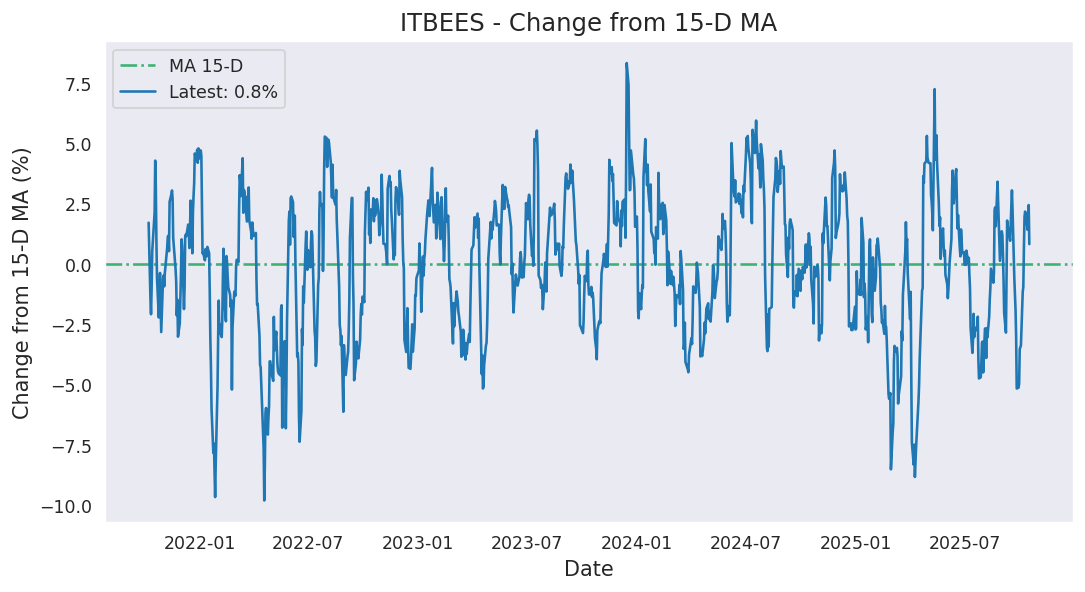 ITBEES - Change from 15-D MA
MA 15-D
Latest: 0.8%
Change from 15-D MA (%)
7.5
5.0
2.5
0.0
−2.5
−5.0
−7.5
−10.0
2022-01 2022-07 2023-01 2023-07 2024-01 2024-07 2025-01 2025-07
Date